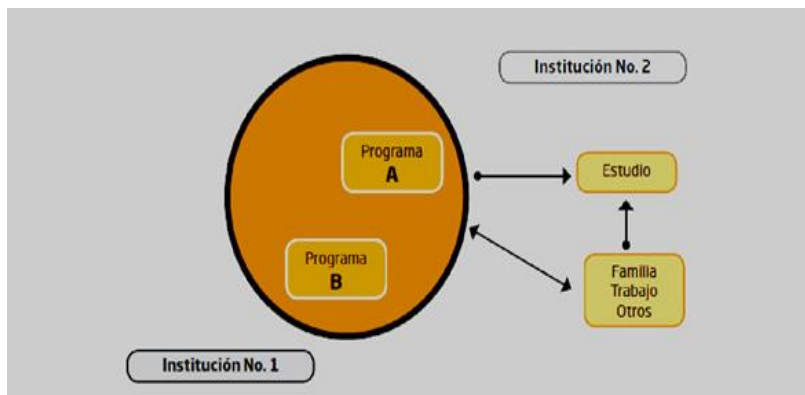 Institución No. 2
Programa
A
Estudio
Programa
B
Familia
Trabajo
Otros
Institución No. 1